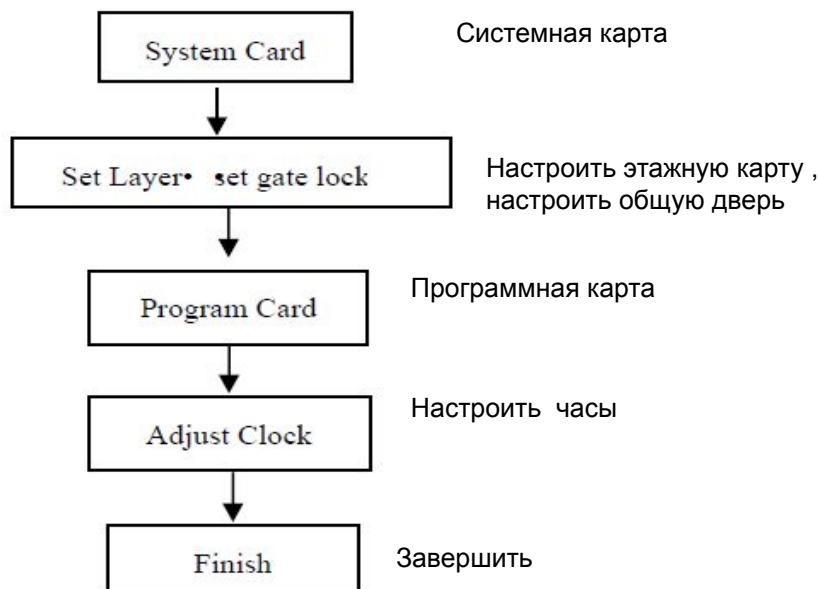 System Card
Системная карта
Set Layer• •set gate lock
Настроить этажную карту ,
настроить общую дверь
Program Card
Программная карта
Adjust Clock
Настроить часы
Finish
Завершить